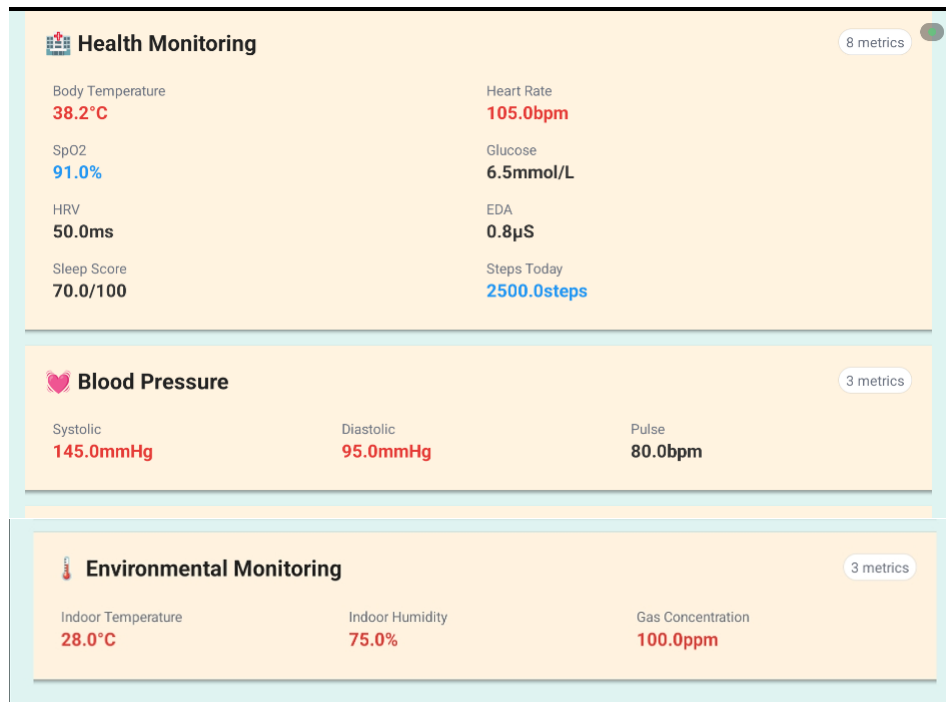 Health Monitoring
8 metrics
Body Temperature
Heart Rate
38.2°C
105.0bpm
SpO2
Glucose
91.0%
6.5mmol/L
HRV
EDA
50.0ms
0.8µS
Sleep Score
Steps Today
70.0/100
2500.0steps
Blood Pressure
3 metrics
Systolic
Diastolic
Pulse
145.0mmHg
95.0mmHg
80.0bpm
Environmental Monitoring
3 metrics
Indoor Temperature
Indoor Humidity
Gas Concentration
28.0°C
75.0%
100.0ppm